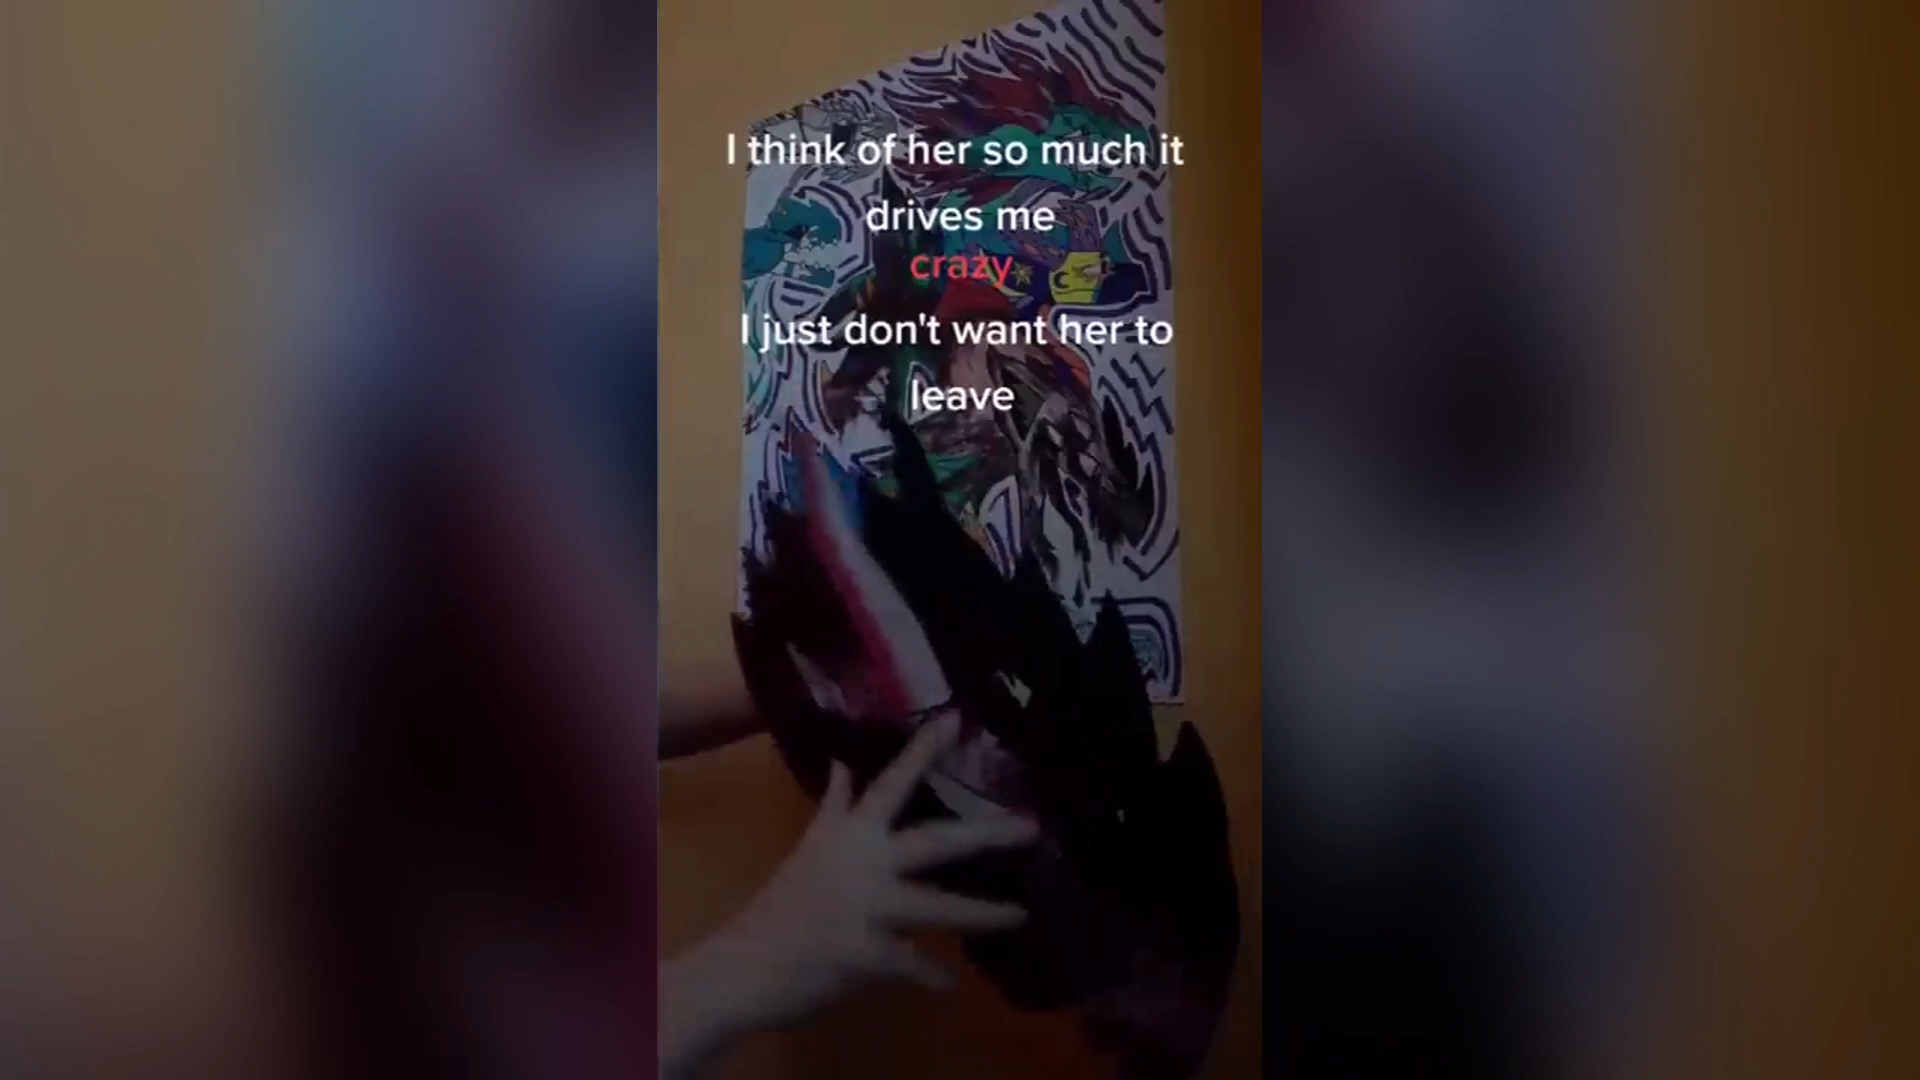 I think of her so much it
drives me
crazy
I just don't want her to
leave